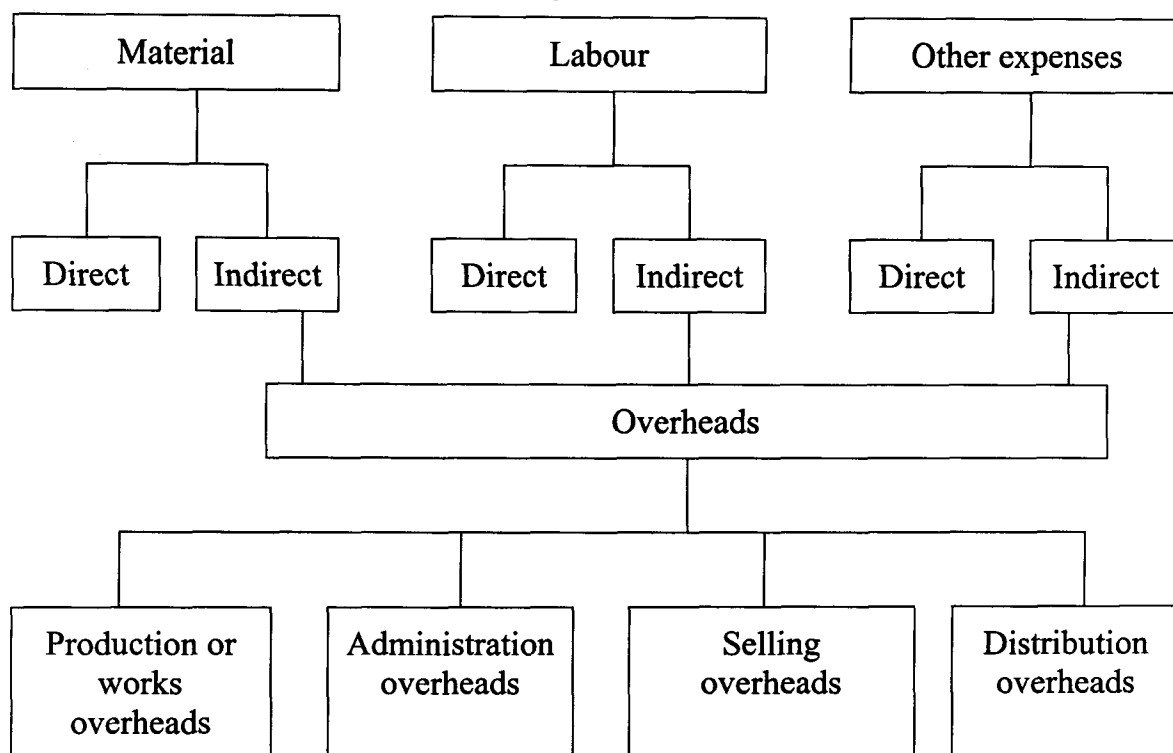 Material
Labour
Other expenses
Direct
Indirect
Direct
Indirect
Direct
Indirect
Overheads
Production or
works
overheads
Administration
overheads
Selling
overheads
Distribution
overheads